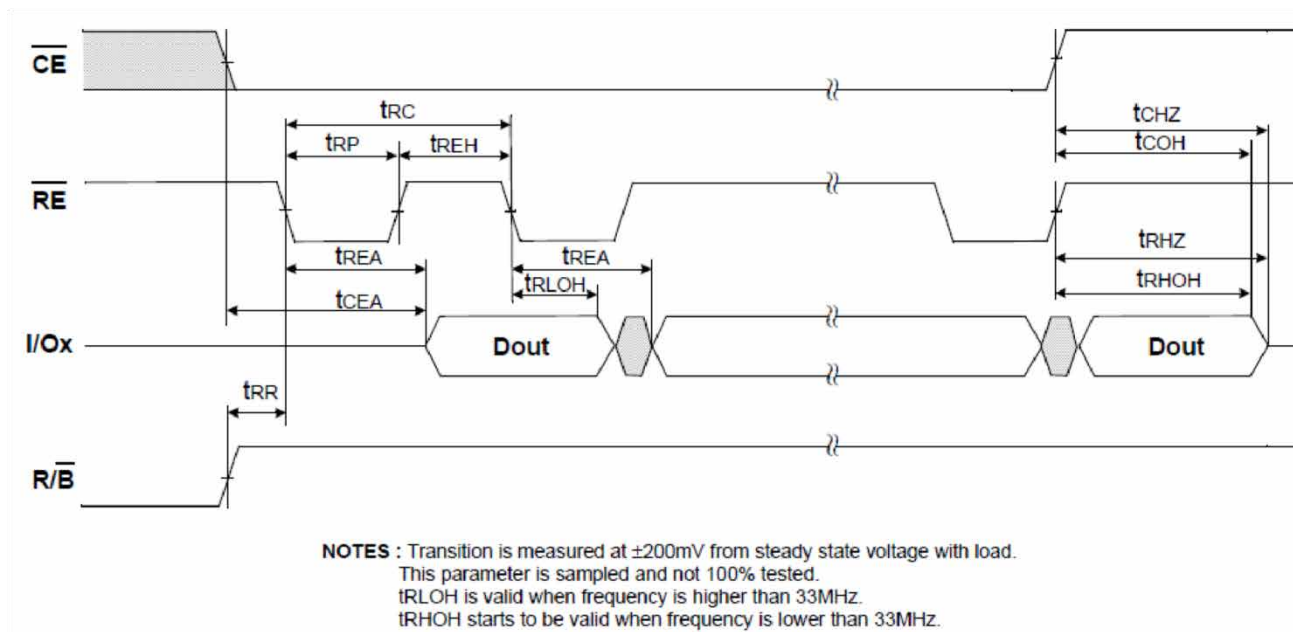 CE
tRC
tCHZ
tRP
tREH
tCOH
RE
tREA
tREA
tRHZ
tCEA
tRLOH
tRHOH
I/Ox
Dout
Dout
tRR
R/B
NOTES : Transition is measured at ±200mV from steady state voltage with load.
This parameter is sampled and not 100% tested.
tRLOH is valid when frequency is higher than 33MHz.
tRHOH starts to be valid when frequency is lower than 33MHz.